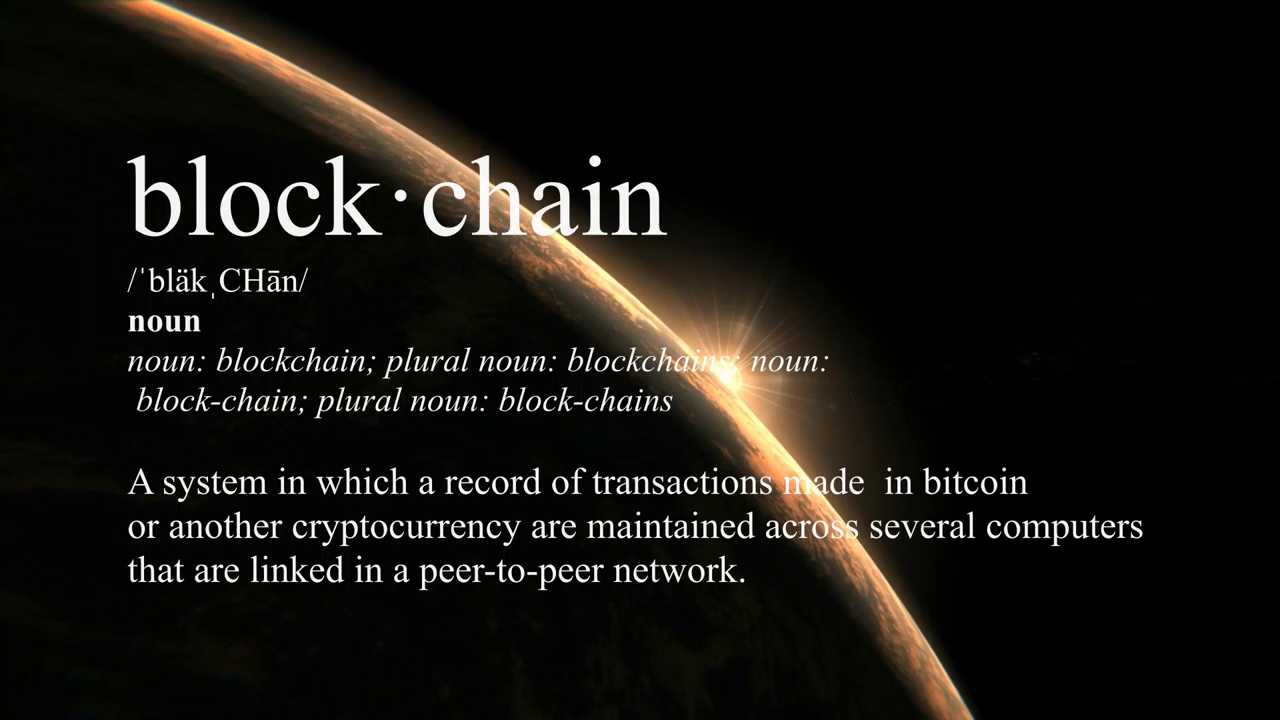 block·chain
/ˈbläkˌCHān/
noun
noun: blockchain; plural noun: blockchains; noun:
block-chain; plural noun: block-chains
A system in which a record of transactions made  in bitcoin
or another cryptocurrency are maintained across several computers
that are linked in a peer-to-peer network.